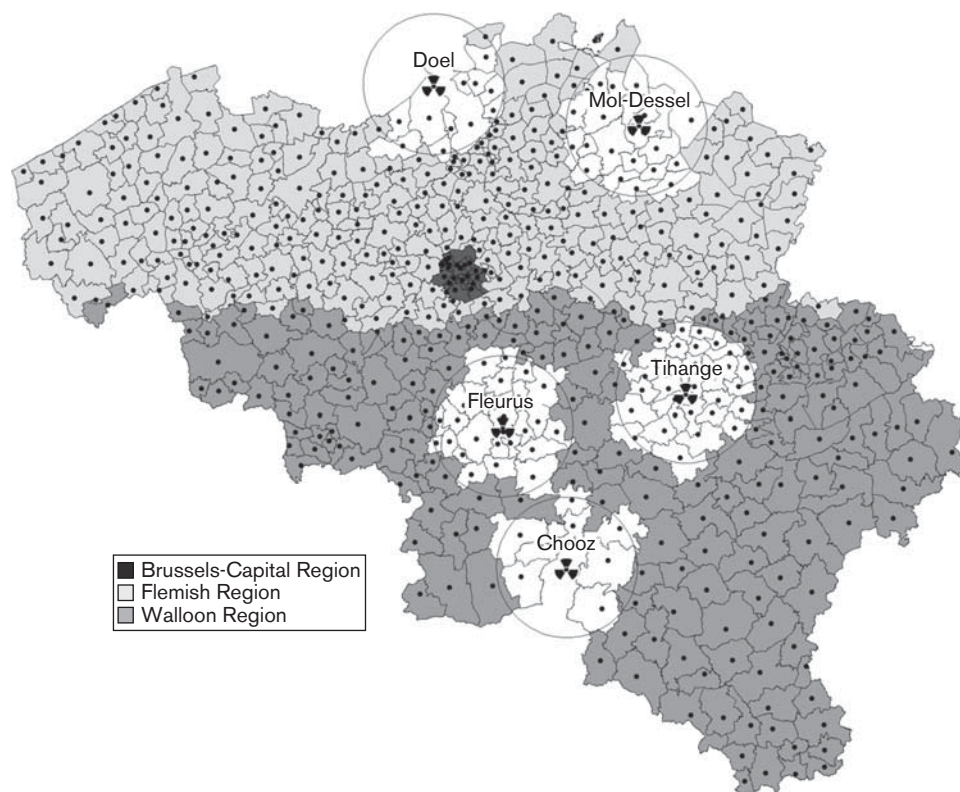 Doel
Mol-Dessel
Tihange
Fleurus
Chooz
Brussels-Capital Region
Flemish Region
Walloon Region